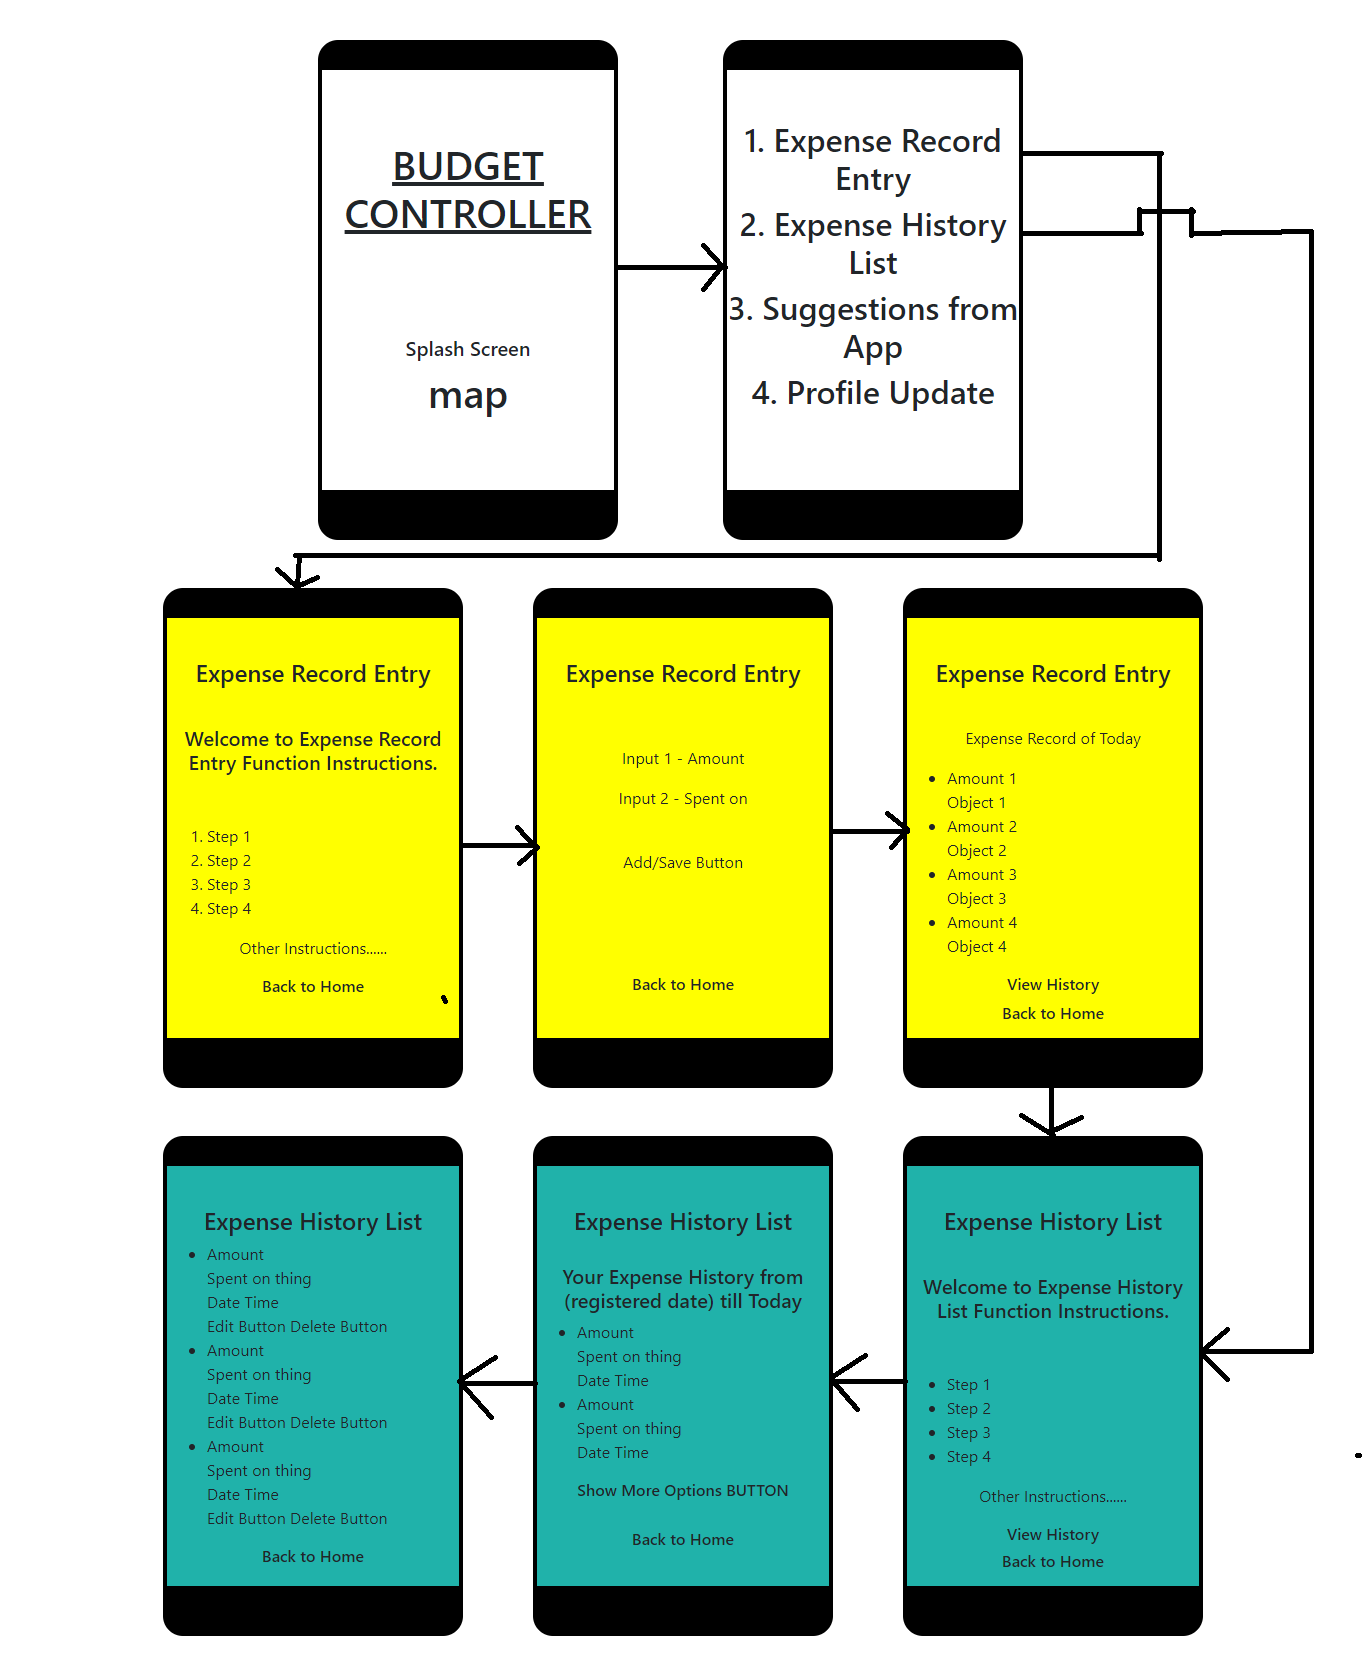 BUDGET
CONTROLLER
Splash Screen
map
1. Expense Record
Entry
2. Expense History
List
3. Suggestions from
App
4. Profile Update
Expense Record Entry
Welcome to Expense Record
Entry Function Instructions.
1. Step 1
2. Step 2
3. Step 3
4. Step 4
Other Instructions......
Back to Home
Expense Record Entry
Input 1 - Amount
Input 2 - Spent on
Add/Save Button
Back to Home
Expense Record Entry
Expense Record of Today
• Amount 1
Object 1
• Amount 2
Object 2
• Amount 3
Object 3
• Amount 4
Object 4
View History
Back to Home
Expense History List
• Amount
Spent on thing
Date Time
Edit Button Delete Button
• Amount
Spent on thing
Date Time
Edit Button Delete Button
• Amount
Spent on thing
Date Time
Edit Button Delete Button
Back to Home
Expense History List
Your Expense History from
(registered date) till Today
• Amount
Spent on thing
Date Time
• Amount
Spent on thing
Date Time
Show More Options BUTTON
Back to Home
Expense History List
Welcome to Expense History
List Function Instructions.
• Step 1
• Step 2
• Step 3
• Step 4
Other Instructions......
View History
Back to Home